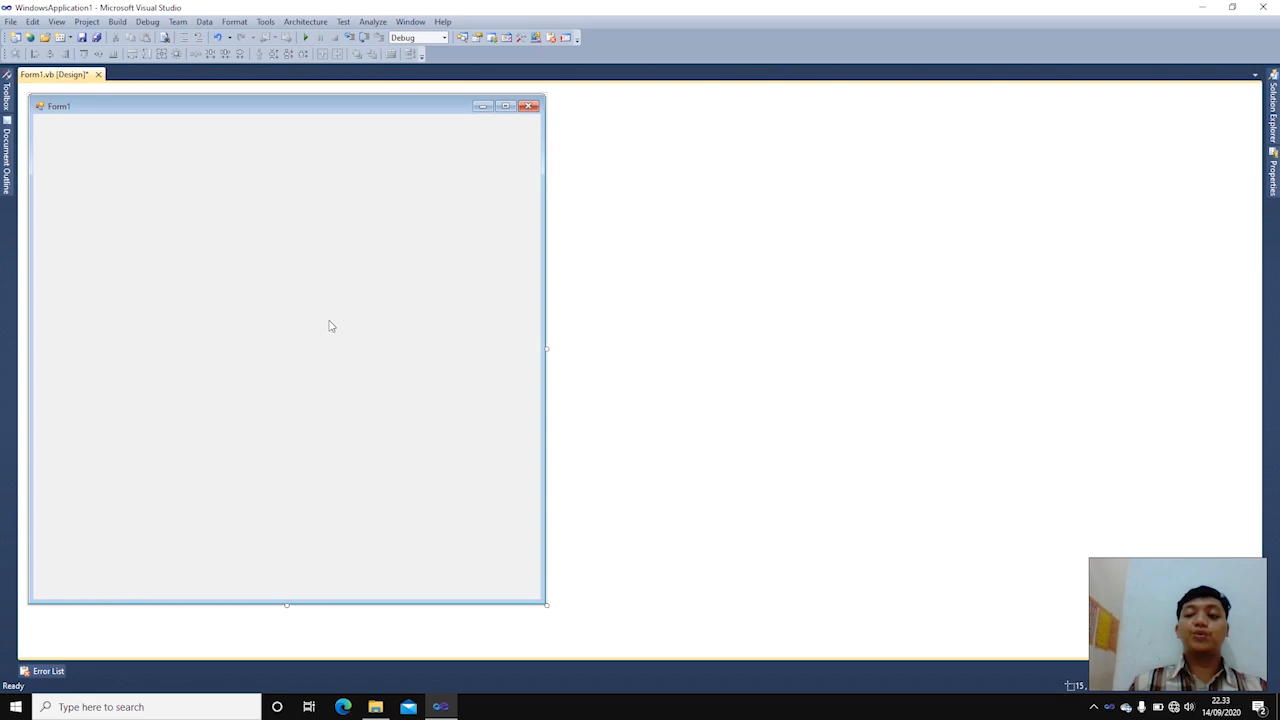 WindowsApplication1 - Microsoft Visual Studio
File Edit View Project Build Debug Team Data Format Tools Architecture Test Analyze Window Help
Debug
Form1.vb [Design]*
Toolbox
Document Outline
Form1
Solution Explorer
Properties
Error List
Ready
15,
Type here to search
22.33
14/09/2020
2